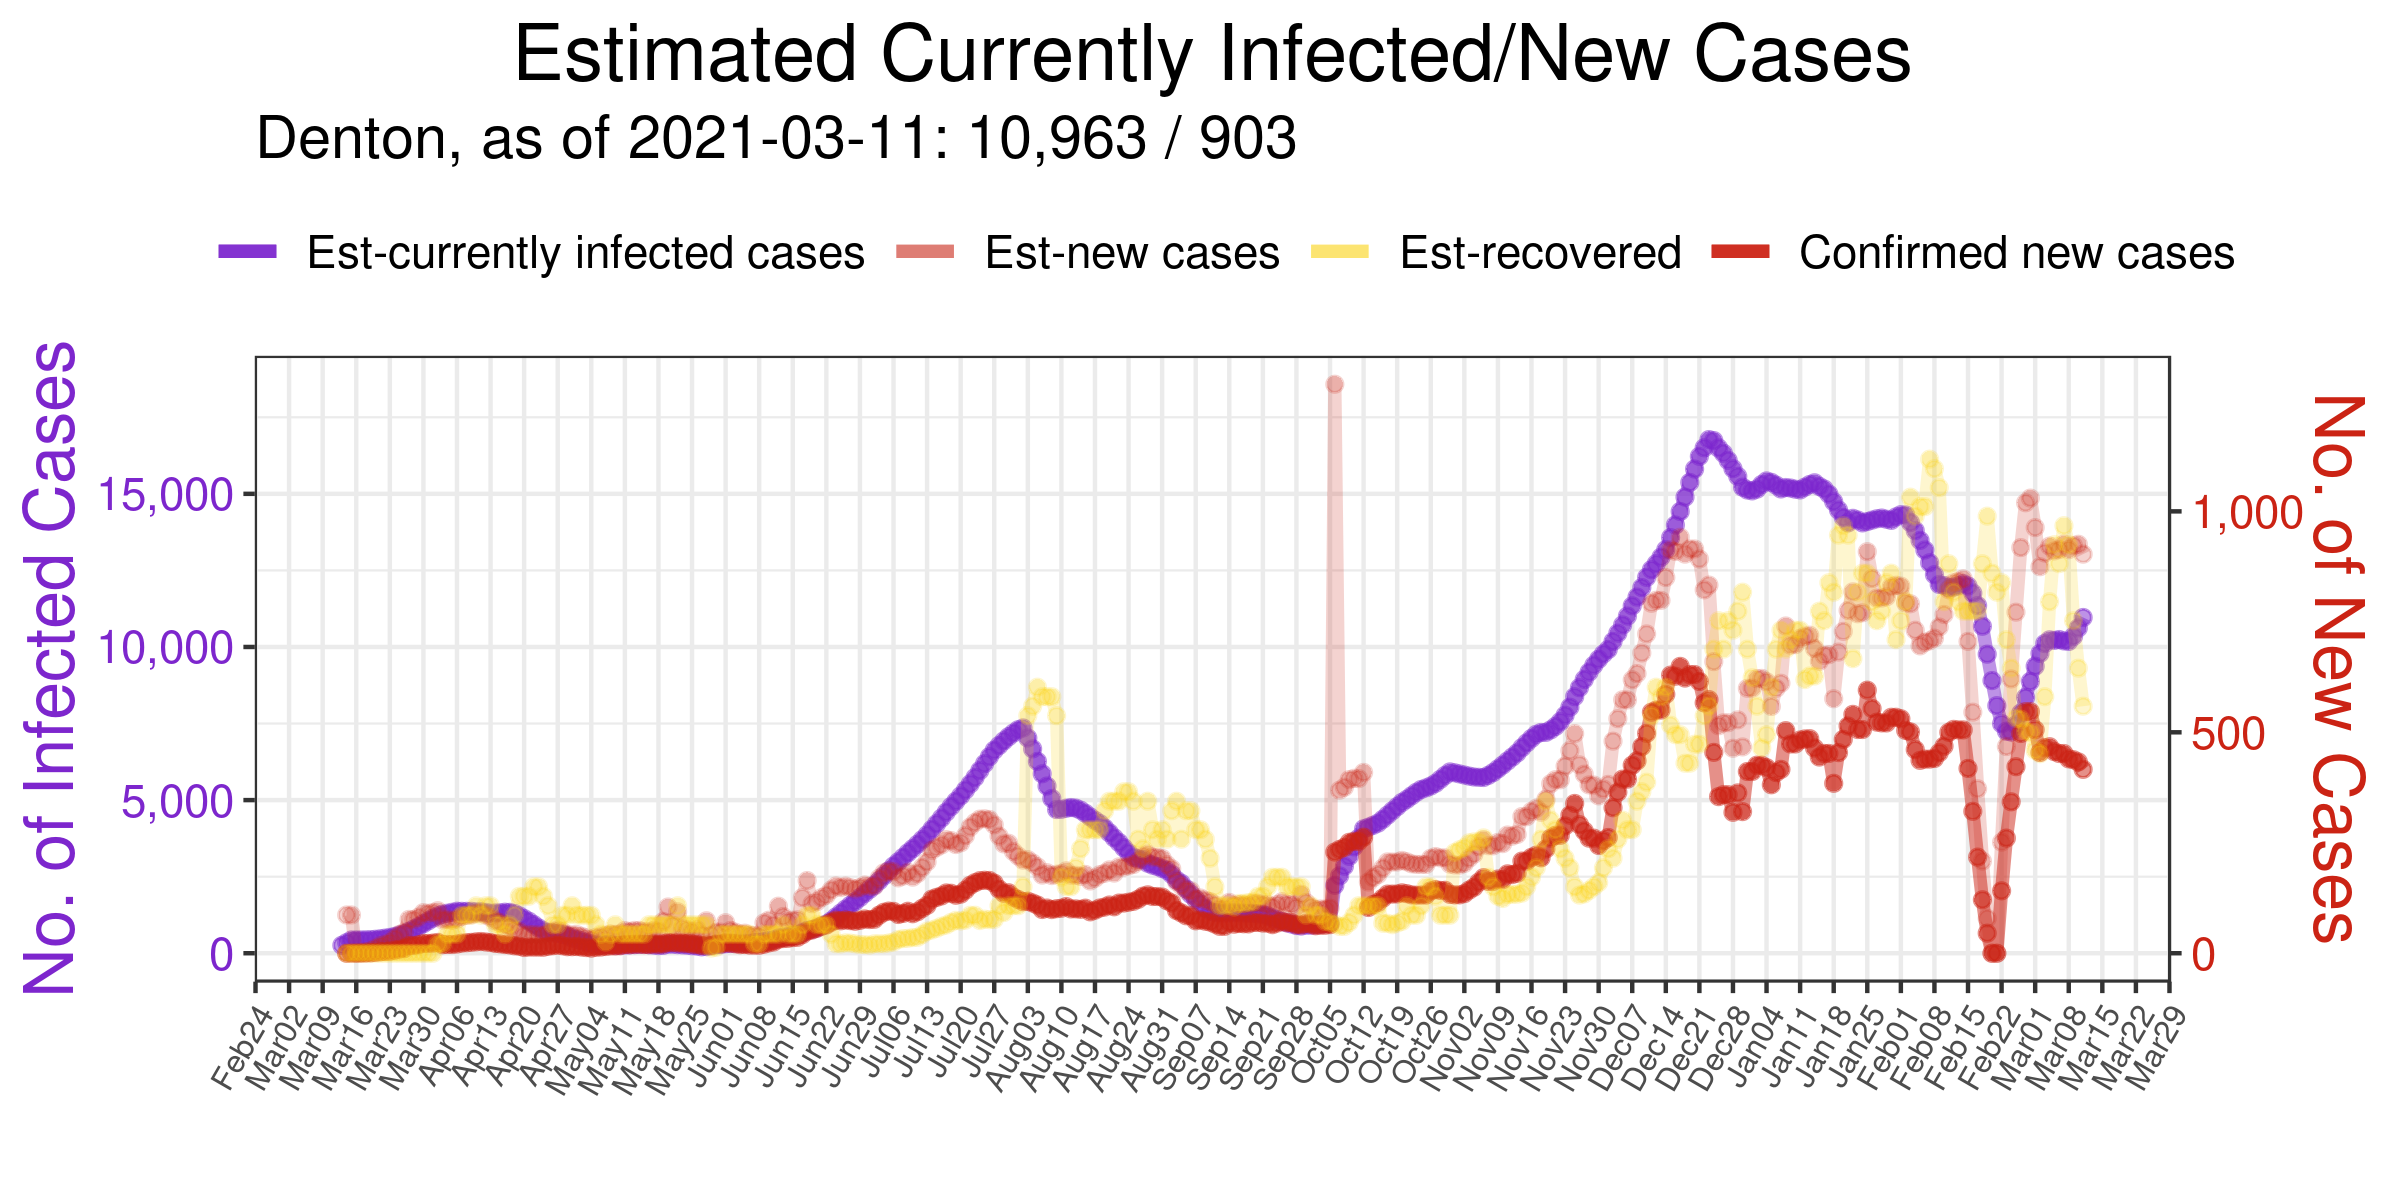 Estimated Currently Infected/New Cases
Denton, as of 2021-03-11: 10,963 / 903
Est-currently infected cases Est-new cases Est-recovered Confirmed new cases
No. of Infected Cases
15,000
10,000
5,000
0
1,000
500
0
No. of New Cases
Feb24 Mar02 Mar09 Mar16 Mar23 Mar30 Apr06 Apr13 Apr20 Apr27 May04 May11 May18 May25 Jun01 Jun08 Jun15 Jun22 Jun29 Jul06 Jul13 Jul20 Jul27 Aug03 Aug10 Aug17 Aug24 Aug31 Sep07 Sep14 Sep21 Sep28 Oct05 Oct12 Oct19 Oct26 Nov02 Nov09 Nov16 Nov23 Nov30 Dec07 Dec14 Dec21 Dec28 Jan04 Jan11 Jan18 Jan25 Feb01 Feb08 Feb15 Feb22 Mar01 Mar08 Mar15 Mar22 Mar29